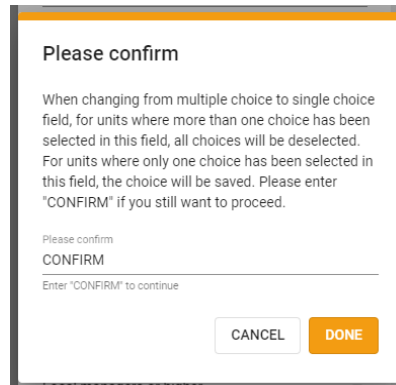 Please confirm
When changing from multiple choice to single choice
field, for units where more than one choice has been
selected in this field, all choices will be deselected.
For units where only one choice has been selected in
this field, the choice will be saved. Please enter
"CONFIRM" if you still want to proceed.
Please confirm
CONFIRM
Enter "CONFIRM" to continue
CANCEL DONE